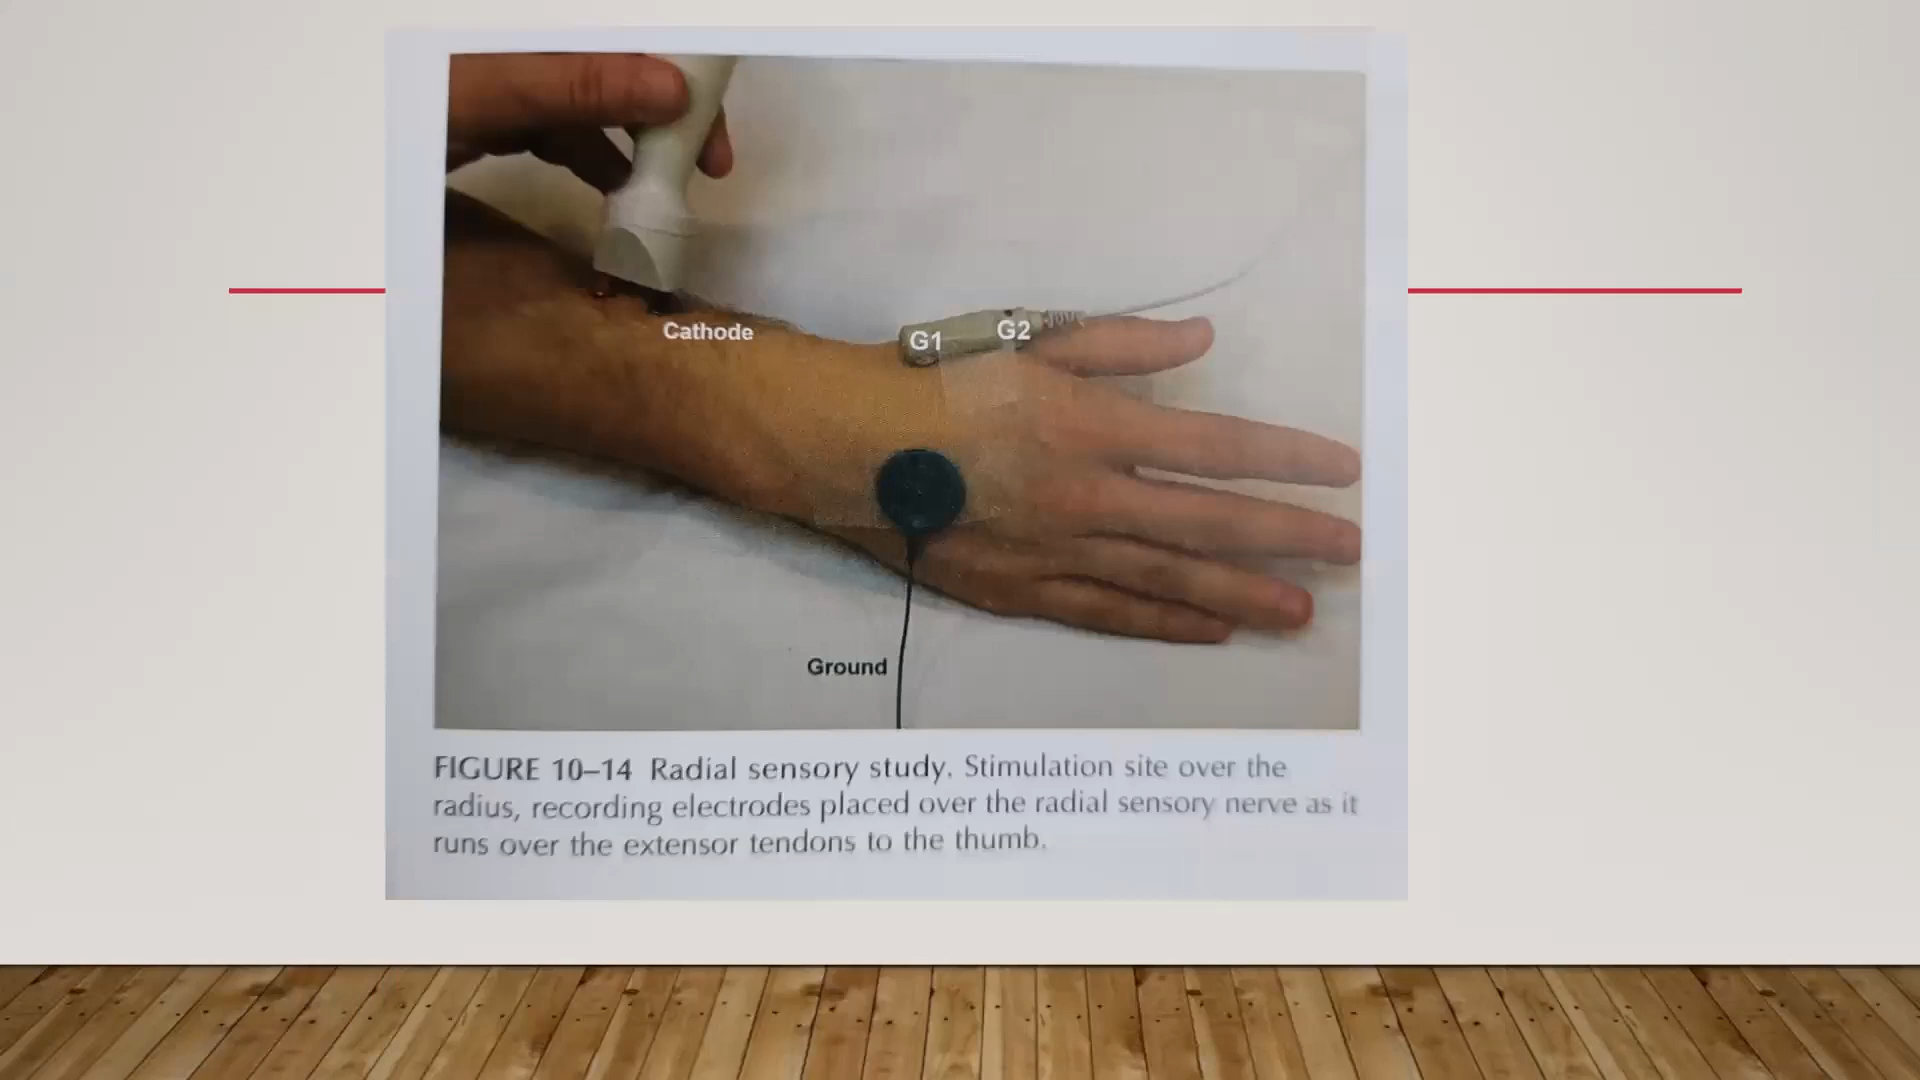 Cathode
G1
G2
Ground
FIGURE 10–14 Radial sensory study. Stimulation site over the
radius, recording electrodes placed over the radial sensory nerve as it
runs over the extensor tendons to the thumb.